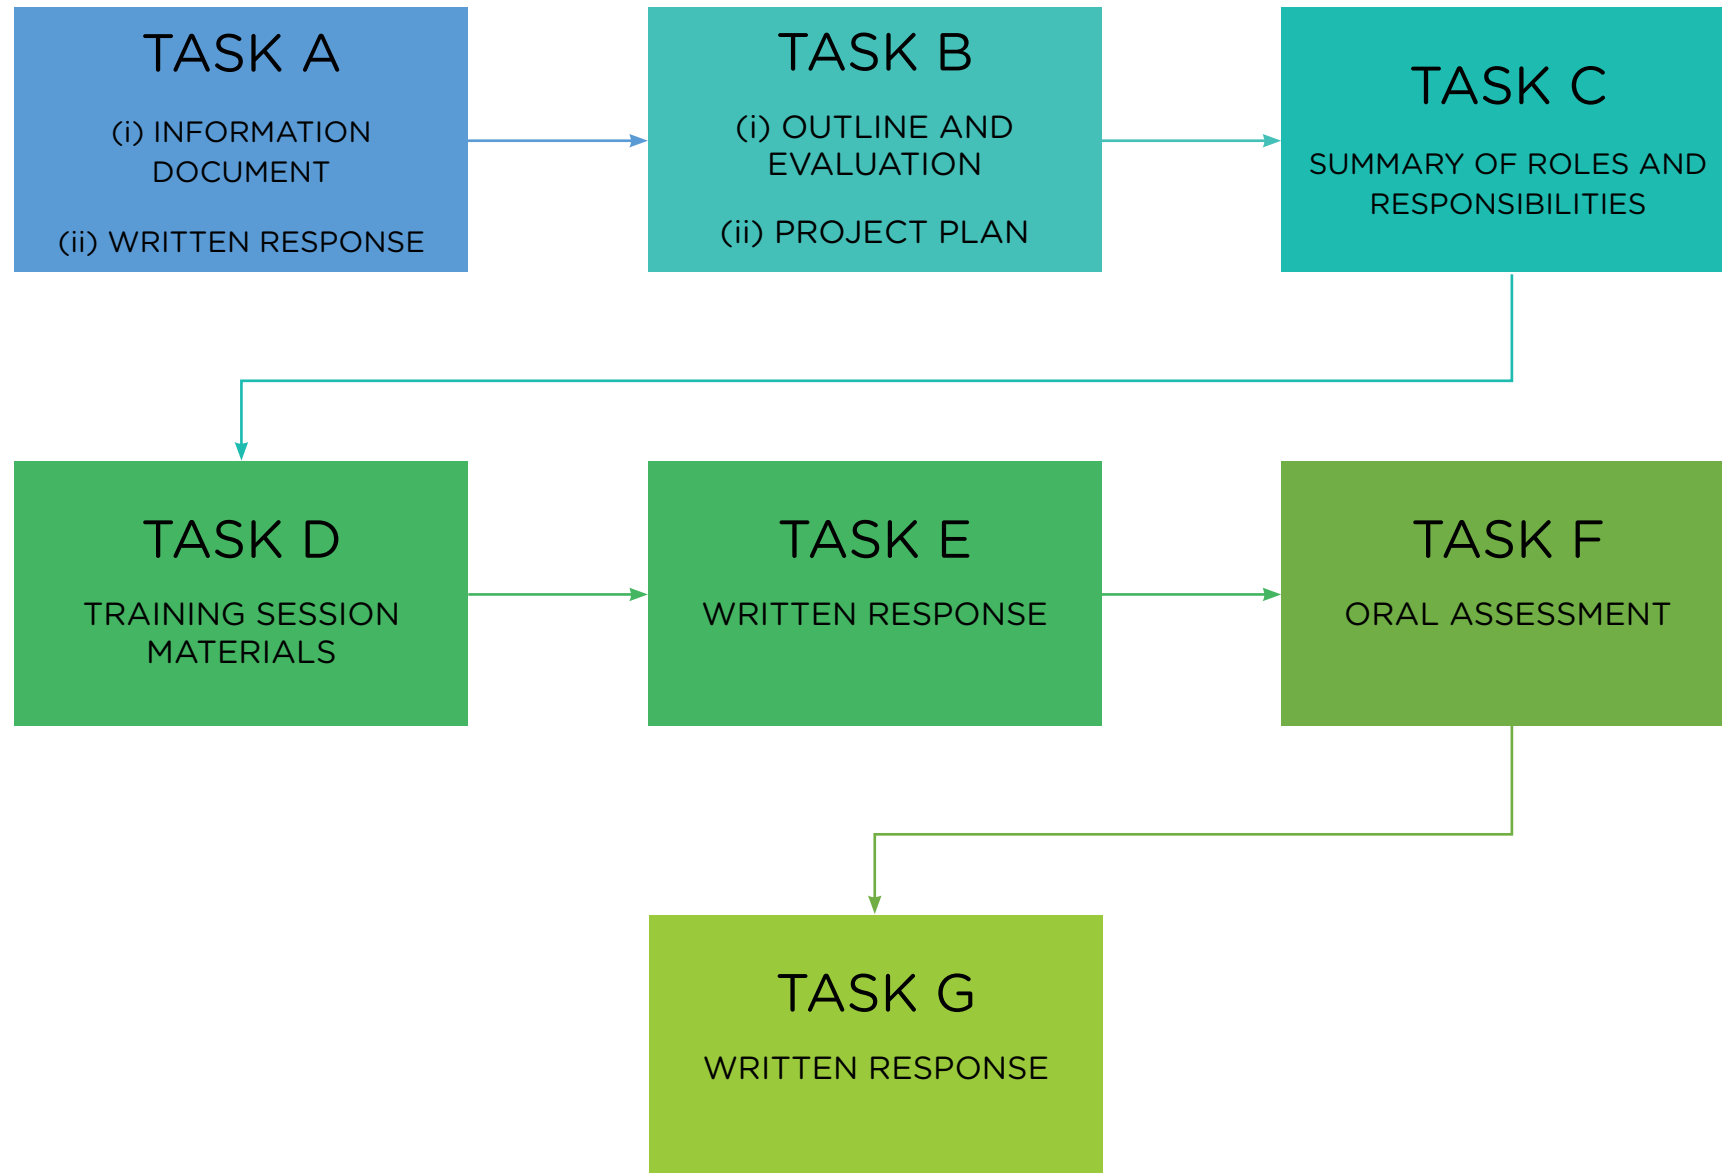 TASK A
(i) INFORMATION
DOCUMENT
(ii) WRITTEN RESPONSE
TASK B
(i) OUTLINE AND
EVALUATION
(ii) PROJECT PLAN
TASK C
SUMMARY OF ROLES AND
RESPONSIBILITIES
TASK D
TRAINING SESSION
MATERIALS
TASK E
WRITTEN RESPONSE
TASK F
ORAL ASSESSMENT
TASK G
WRITTEN RESPONSE